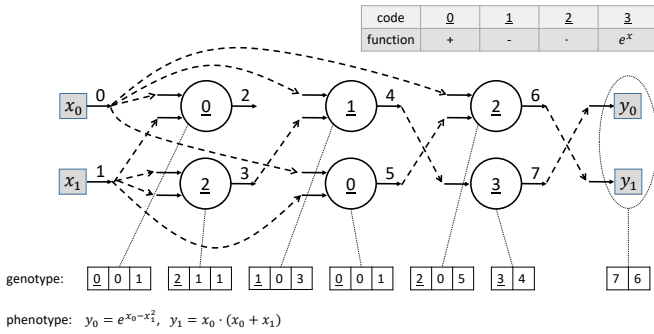 code 0 1 2 3
function + - · eˣ
x₀ 0 0 2 1 4 2 6 y₀
x₁ 1 2 3 0 5 3 7 y₁
genotype: 0 0 1 2 1 1 1 0 3 0 0 1 2 0 5 3 4 7 6
phenotype: y₀ = e^{x₀−x₁²}, y₁ = x₀ · (x₀ + x₁)